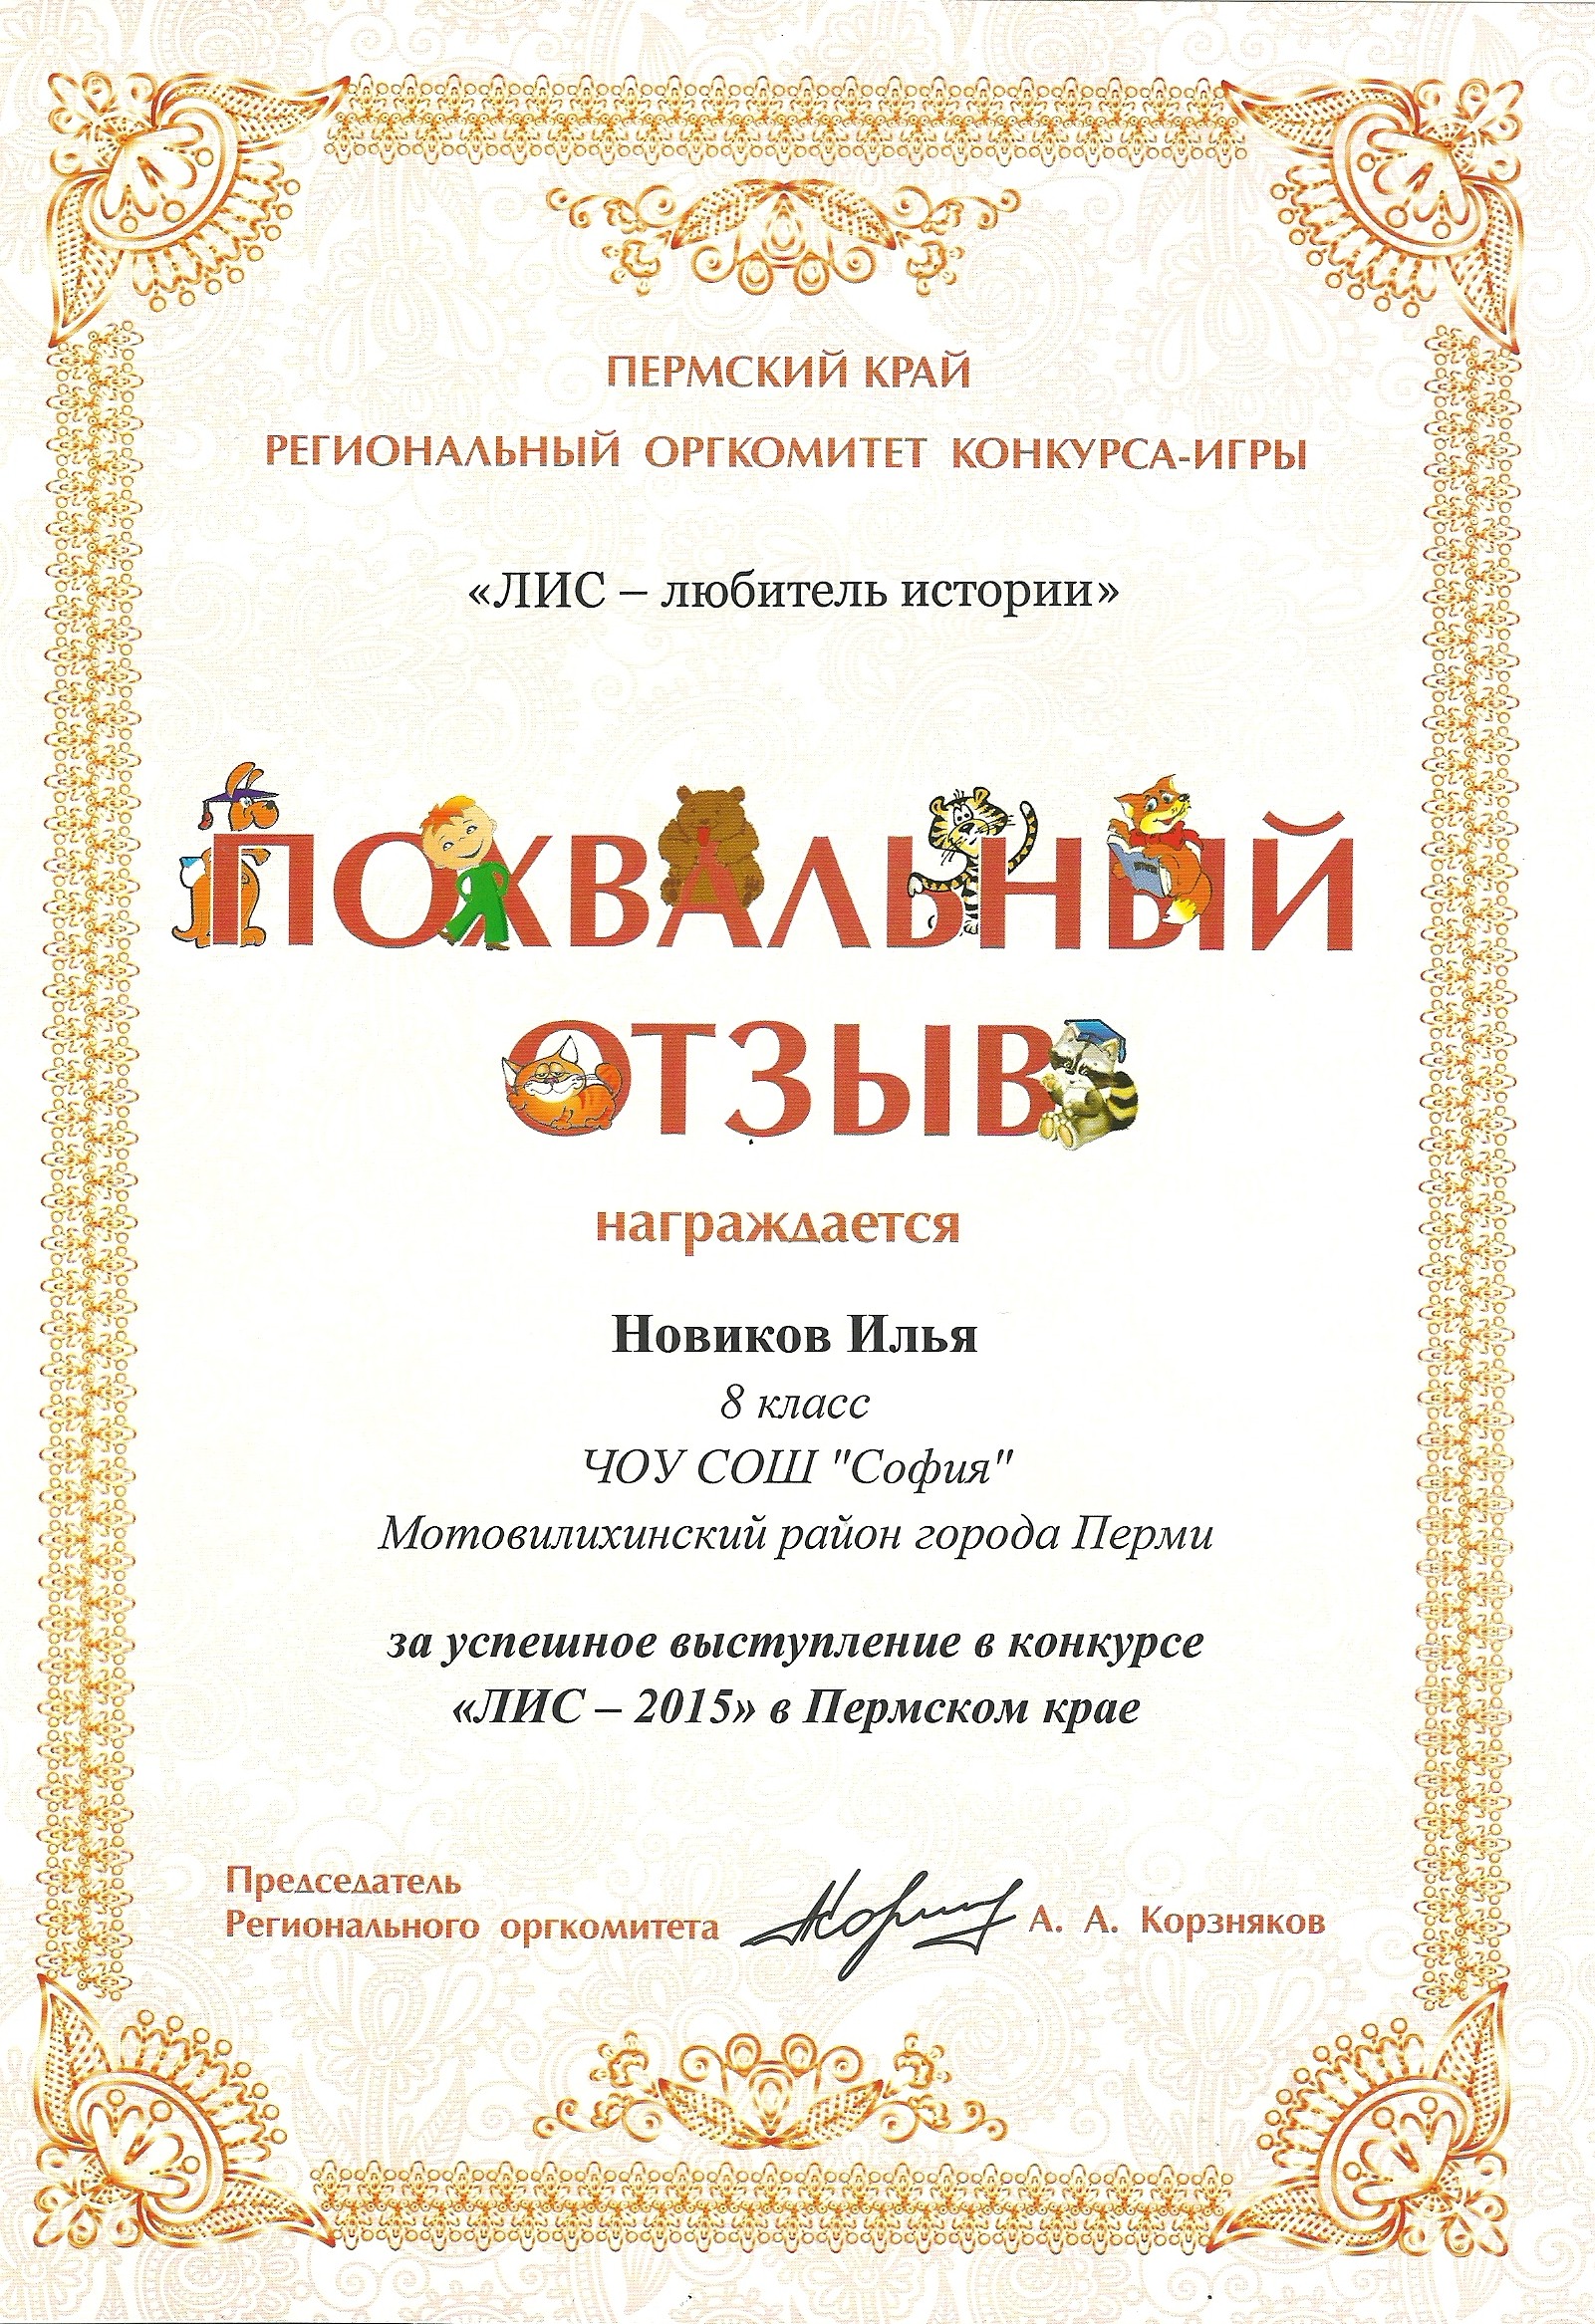 ПЕРМСКИЙ КРАЙ
РЕГИОНАЛЬНЫЙ ОРГКОМИТЕТ КОНКУРСА-ИГРЫ
«ЛИС – любитель истории»
ПОХВАЛЬНЫЙ
ОТЗЫВ
награждается
Новиков Илья
8 класс
ЧОУ СОШ "София"
Мотовилихинский район города Перми
за успешное выступление в конкурсе
«ЛИС – 2015» в Пермском крае
Председатель
Регионального оргкомитета А. А. Корзняков